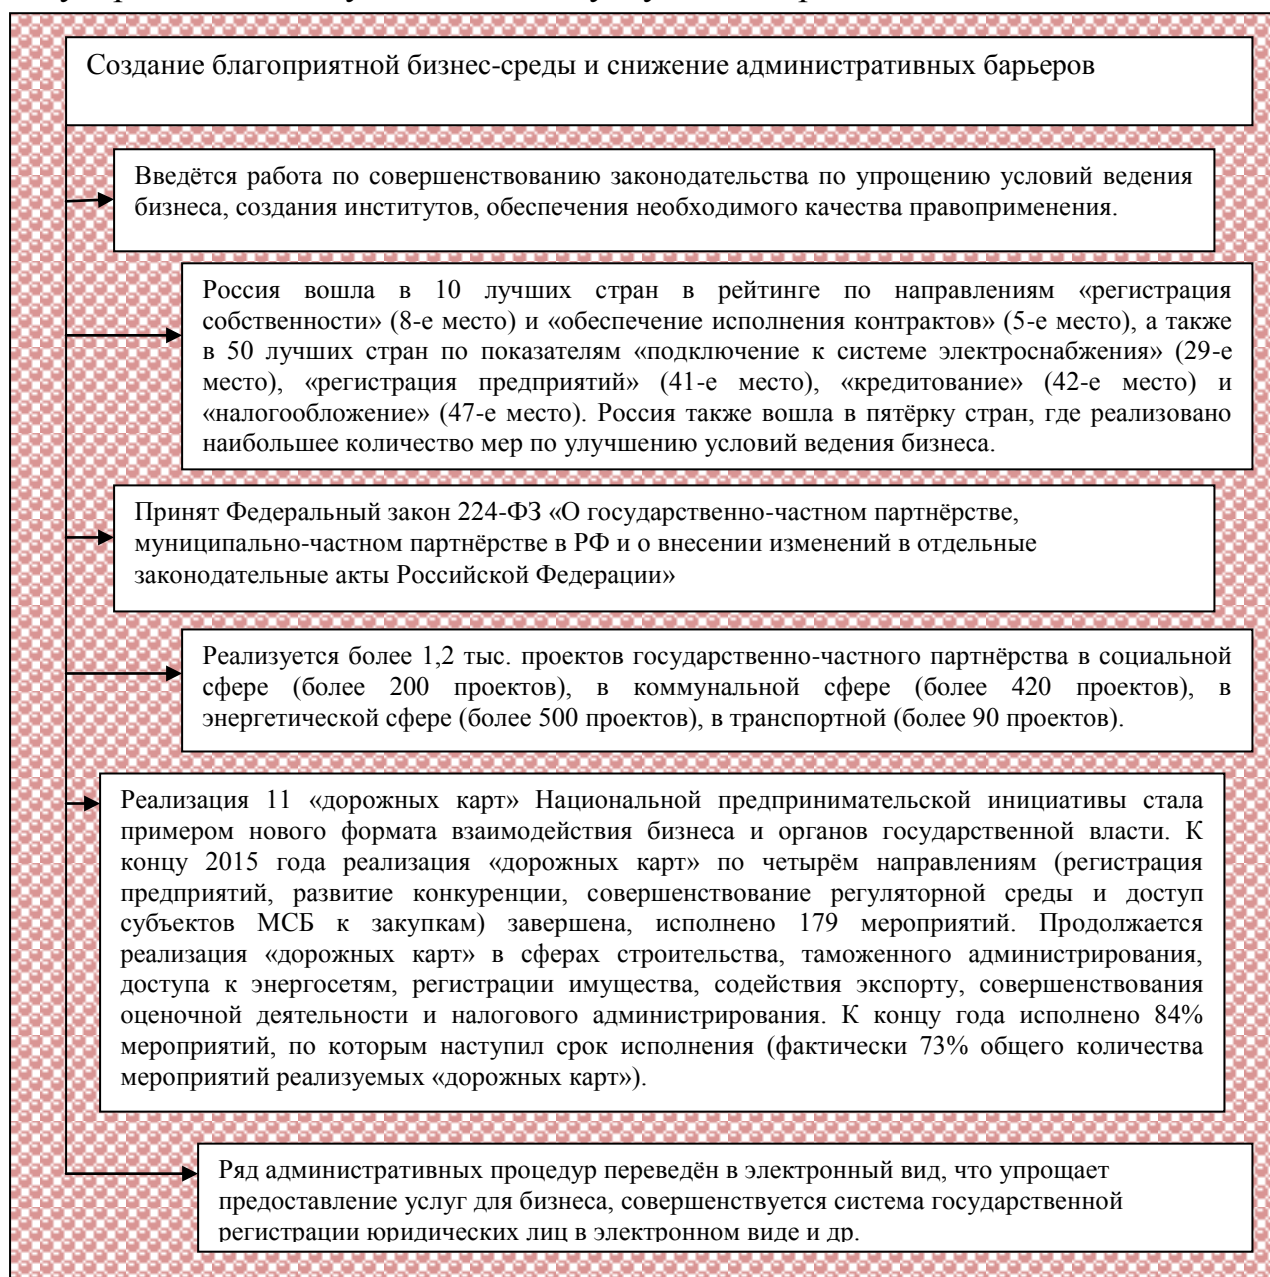 Создание благоприятной бизнес-среды и снижение административных барьеров
Введётся работа по совершенствованию законодательства по упрощению условий ведения
бизнеса, создания институтов, обеспечения необходимого качества правоприменения.
Россия вошла в 10 лучших стран в рейтинге по направлениям «регистрация
собственности» (8-е место) и «обеспечение исполнения контрактов» (5-е место), а также
в 50 лучших стран по показателям «подключение к системе электроснабжения» (29-е
место), «регистрация предприятий» (41-е место), «кредитование» (42-е место) и
«налогообложение» (47-е место). Россия также вошла в пятёрку стран, где реализовано
наибольшее количество мер по улучшению условий ведения бизнеса.
Принят Федеральный закон 224-ФЗ «О государственно-частном партнёрстве,
муниципально-частном партнёрстве в РФ и о внесении изменений в отдельные
законодательные акты Российской Федерации»
Реализуется более 1,2 тыс. проектов государственно-частного партнёрства в социальной
сфере (более 200 проектов), в коммунальной сфере (более 420 проектов), в
энергетической сфере (более 500 проектов), в транспортной (более 90 проектов).
Реализация 11 «дорожных карт» Национальной предпринимательской инициативы стала
примером нового формата взаимодействия бизнеса и органов государственной власти. К
концу 2015 года реализация «дорожных карт» по четырём направлениям (регистрация
предприятий, развитие конкуренции, совершенствование регуляторной среды и доступ
субъектов МСБ к закупкам) завершена, исполнено 179 мероприятий. Продолжается
реализация «дорожных карт» в сферах строительства, таможенного администрирования,
доступа к энергосетям, регистрации имущества, содействия экспорту, совершенствования
оценочной деятельности и налогового администрирования. К концу года исполнено 84%
мероприятий, по которым наступил срок исполнения (фактически 73% общего количества
мероприятий реализуемых «дорожных карт»).
Ряд административных процедур переведён в электронный вид, что упрощает
предоставление услуг для бизнеса, совершенствуется система государственной
регистрации юридических лиц в электронном виде и др.